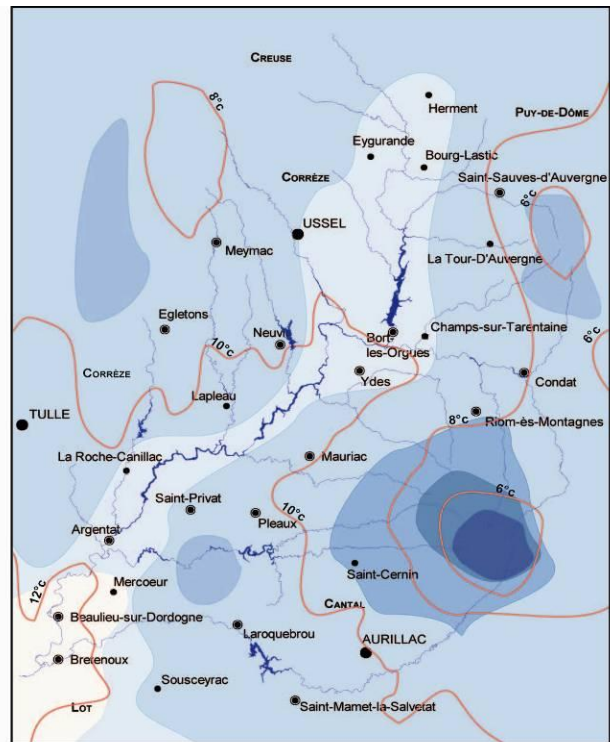 CREUSE
8°c
Herment
PUY-DE-DÔME
Eygurande
Bourg-Lastic
CORRÈZE
Saint-Sauves-d'Auvergne
6°c
USSEL
Meymac
La Tour-D'Auvergne
Egletons
10°c
Neuvic
Bort-
les-Orgues
Champs-sur-Tarentaine
6°c
CORRÈZE
Ydes
Condat
Lapleau
TULLE
8°c
Riom-ès-Montagnes
La Roche-Canillac
Mauriac
Saint-Privat
10°c
6°c
Pleaux
Argentat
Saint-Cernin
12°c
Mercoeur
CANTAL
Beaulieu-sur-Dordogne
Laroquebrou
AURILLAC
Bretenoux
Sousceyrac
LOT
Saint-Mamet-la-Salvetat